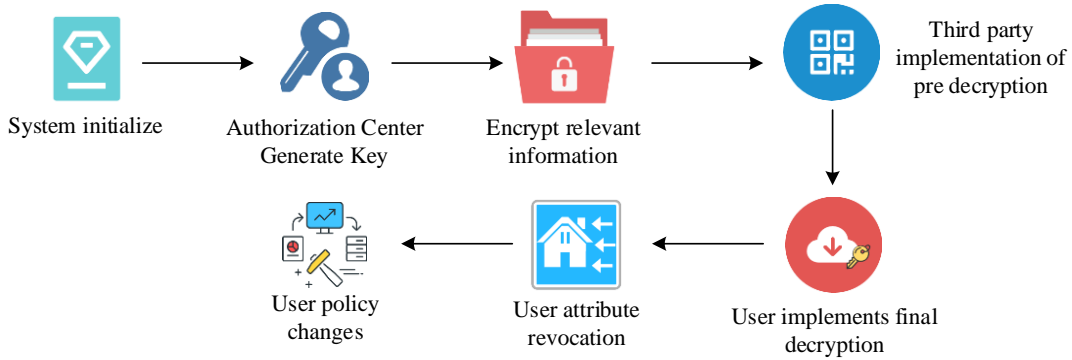 System initialize
Authorization Center
Generate Key
Encrypt relevant
information
Third party
implementation of
pre decryption
User implements final
decryption
User attribute
revocation
User policy
changes